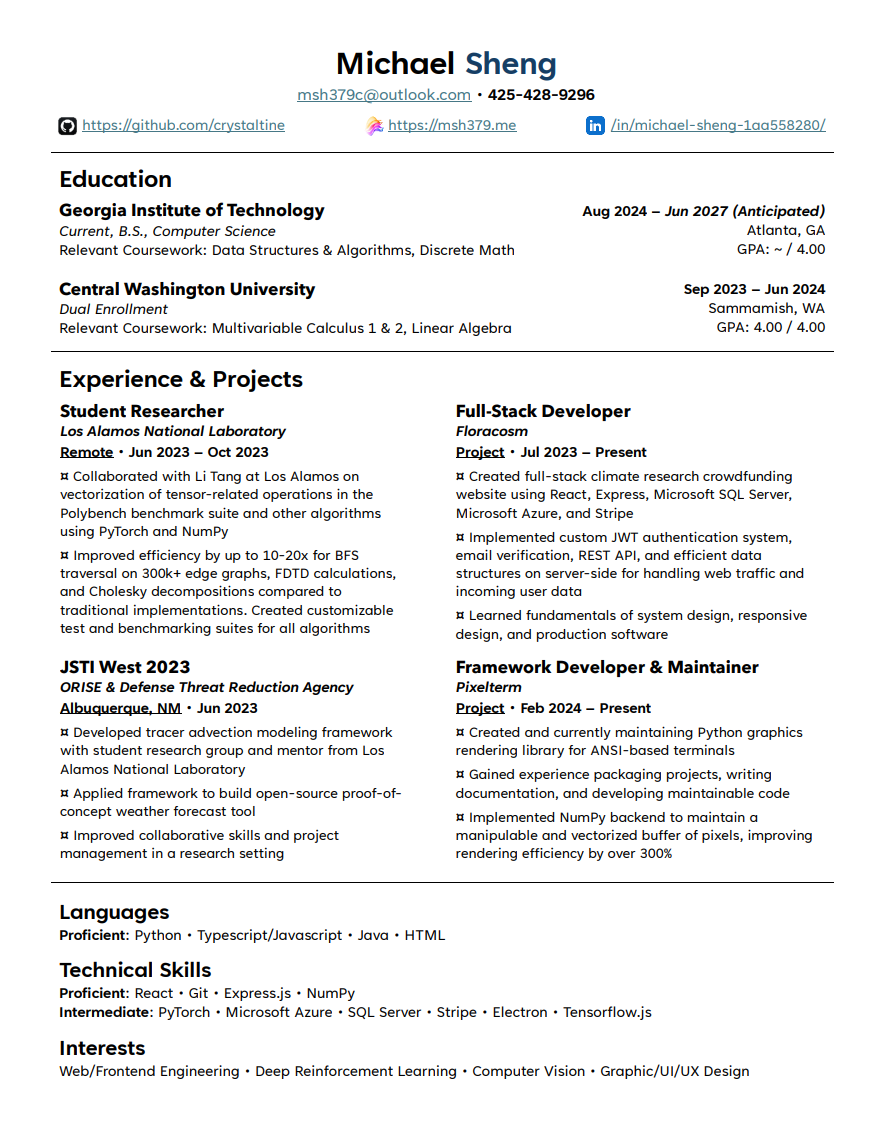 Michael Sheng
msh379c@outlook.com • 425-428-9296
https://github.com/crystaltine
https://msh379.me
/in/michael-sheng-1aa558280/
Education
Georgia Institute of Technology
Aug 2024 – Jun 2027 (Anticipated)
Current, B.S., Computer Science
Atlanta, GA
Relevant Coursework: Data Structures & Algorithms, Discrete Math
GPA: ~ / 4.00
Central Washington University
Sep 2023 – Jun 2024
Dual Enrollment
Sammamish, WA
Relevant Coursework: Multivariable Calculus 1 & 2, Linear Algebra
GPA: 4.00 / 4.00
Experience & Projects
Student Researcher
Los Alamos National Laboratory
Remote • Jun 2023 – Oct 2023
¤ Collaborated with Li Tang at Los Alamos on
vectorization of tensor-related operations in the
Polybench benchmark suite and other algorithms
using PyTorch and NumPy
¤ Improved efficiency by up to 10-20x for BFS
traversal on 300k+ edge graphs, FDTD calculations,
and Cholesky decompositions compared to
traditional implementations. Created customizable
test and benchmarking suites for all algorithms
JSTI West 2023
ORISE & Defense Threat Reduction Agency
Albuquerque, NM • Jun 2023
¤ Developed tracer advection modeling framework
with student research group and mentor from Los
Alamos National Laboratory
¤ Applied framework to build open-source proof-of-
concept weather forecast tool
¤ Improved collaborative skills and project
management in a research setting
Full-Stack Developer
Floracosm
Project • Jul 2023 – Present
¤ Created full-stack climate research crowdfunding
website using React, Express, Microsoft SQL Server,
Microsoft Azure, and Stripe
¤ Implemented custom JWT authentication system,
email verification, REST API, and efficient data
structures on server-side for handling web traffic and
incoming user data
¤ Learned fundamentals of system design, responsive
design, and production software
Framework Developer & Maintainer
Pixelterm
Project • Feb 2024 – Present
¤ Created and currently maintaining Python graphics
rendering library for ANSI-based terminals
¤ Gained experience packaging projects, writing
documentation, and developing maintainable code
¤ Implemented NumPy backend to maintain a
manipulable and vectorized buffer of pixels, improving
rendering efficiency by over 300%
Languages
Proficient: Python • Typescript/Javascript • Java • HTML
Technical Skills
Proficient: React • Git • Express.js • NumPy
Intermediate: PyTorch • Microsoft Azure • SQL Server • Stripe • Electron • Tensorflow.js
Interests
Web/Frontend Engineering • Deep Reinforcement Learning • Computer Vision • Graphic/UI/UX Design